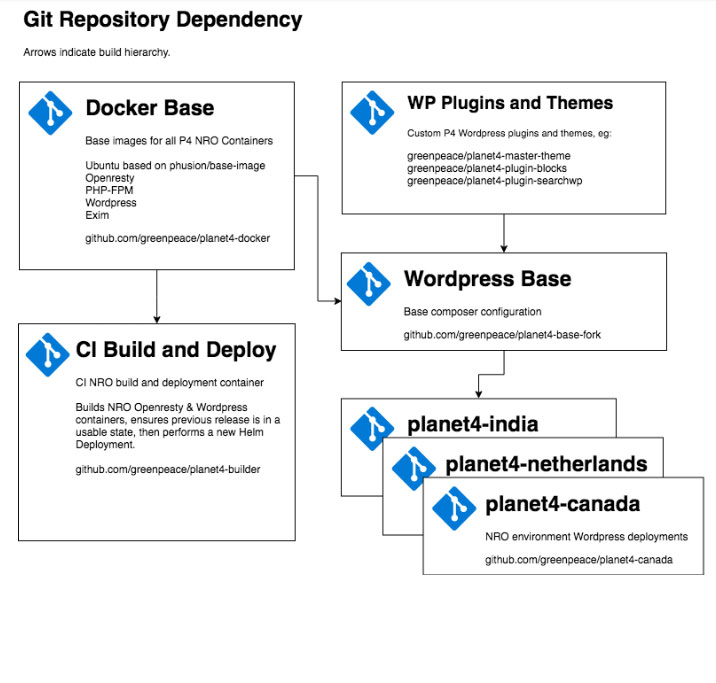 Git Repository Dependency
Arrows indicate build hierarchy.
Docker Base
Base images for all P4 NRO Containers
Ubuntu based on phusion/base-image
Openresty
PHP-FPM
Wordpress
Exim
github.com/greenpeace/planet4-docker
WP Plugins and Themes
Custom P4 Wordpress plugins and themes, eg:
greenpeace/planet4-master-theme
greenpeace/planet4-plugin-blocks
greenpeace/planet4-plugin-searchwp
Wordpress Base
Base composer configuration
github.com/greenpeace/planet4-base-fork
CI Build and Deploy
CI NRO build and deployment container
Builds NRO Openresty & Wordpress
containers, ensures previous release is in a
usable state, then performs a new Helm
Deployment.
github.com/greenpeace/planet4-builder
planet4-india
planet4-netherlands
planet4-canada
NRO environment Wordpress deployments
github.com/greenpeace/planet4-canada